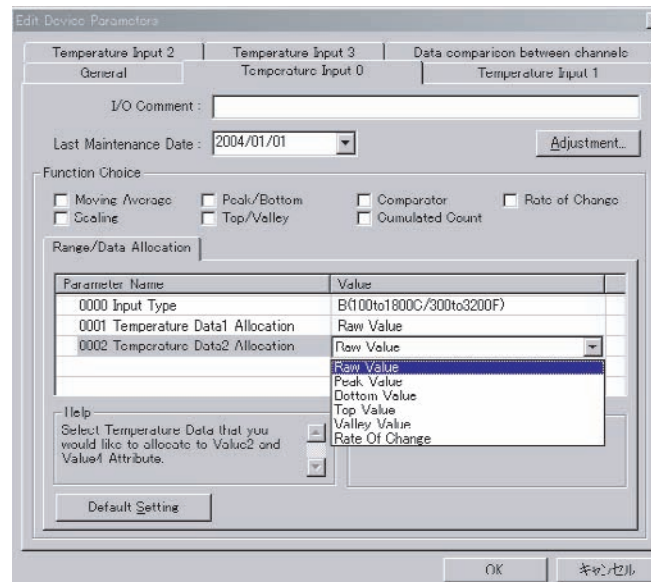 Edit Device Parameters
Temperature Input 2 Temperature Input 3 Data comparison between channels
General Temperature Input 0 Temperature Input 1
I/O Comment :
Last Maintenance Date : 2004/01/01 Adjustment...
Function Choice
Moving Average Peak/Bottom Comparator Rate of Change
Scaling Top/Valley Cumulated Count
Range/Data Allocation
Parameter Name Value
0000 Input Type B(100to1800C/300to3200F)
0001 Temperature Data1 Allocation Raw Value
0002 Temperature Data2 Allocation Raw Value
Raw Value
Peak Value
Bottom Value
Top Value
Valley Value
Rate Of Change
Help
Select Temperature Data that you
would like to allocate to Value2 and
Value4 Attribute.
Default Setting
OK キャンセル